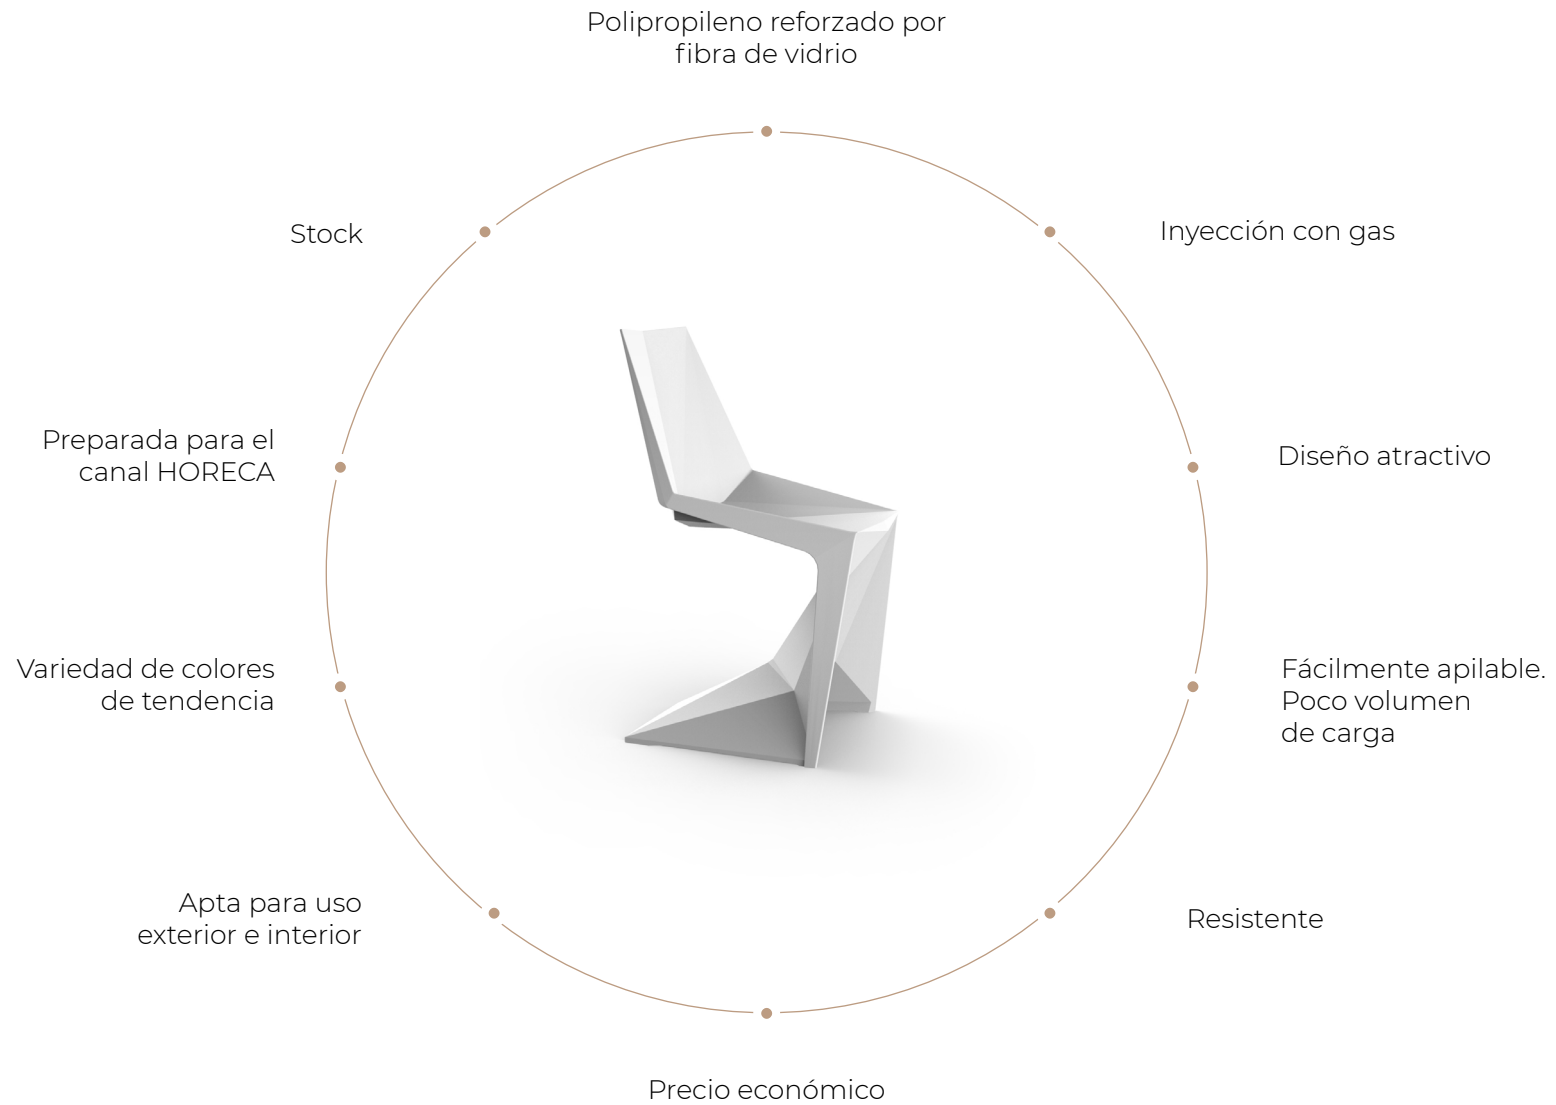 Polipropileno reforzado por
fibra de vidrio
Stock
Inyección con gas
Preparada para el
canal HORECA
Diseño atractivo
Variedad de colores
de tendencia
Fácilmente apilable.
Poco volumen
de carga
Apta para uso
exterior e interior
Resistente
Precio económico